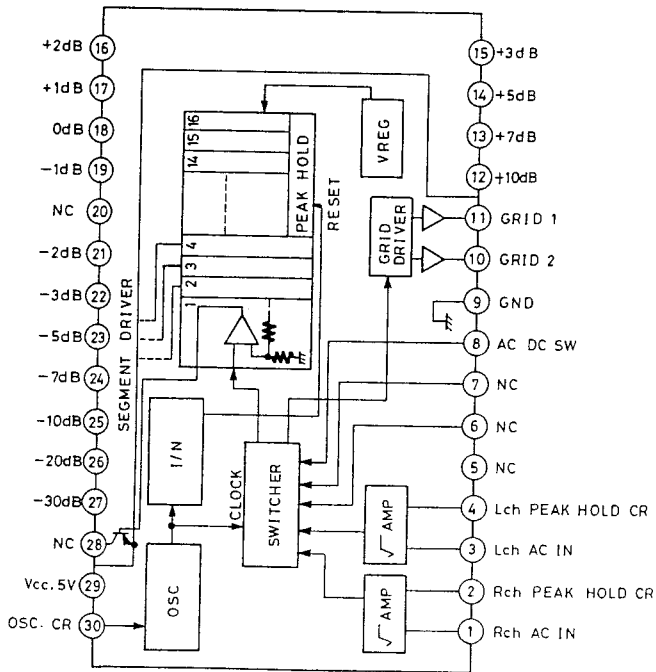 +2dB 16
+1dB 17
0dB 18
-1dB 19
NC 20
-2dB 21
-3dB 22
-5dB 23
-7dB 24
-10dB 25
-20dB 26
-30dB 27
NC 28
Vcc.5V 29
OSC. CR 30
SEGMENT DRIVER
16
15
14
4
3
2
1
PEAK HOLD
RESET
VREG
GRID
DRIVER
1/N
CLOCK
SWITCHER
OSC
√ AMP
√ AMP
15 +3dB
14 +5dB
13 +7dB
12 +10dB
11 GRID 1
10 GRID 2
9 GND
8 AC DC SW
7 NC
6 NC
5 NC
4 Lch PEAK HOLD CR
3 Lch AC IN
2 Rch PEAK HOLD CR
1 Rch AC IN